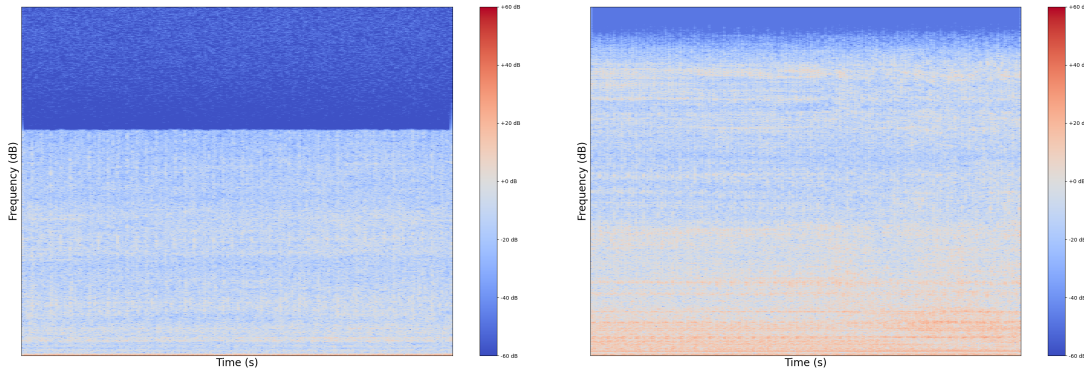 Frequency (dB)
Time (s)
+60 dB
+40 dB
+20 dB
+0 dB
-20 dB
-40 dB
-60 dB
Frequency (dB)
Time (s)
+60 dB
+40 dB
+20 dB
+0 dB
-20 dB
-40 dB
-60 dB